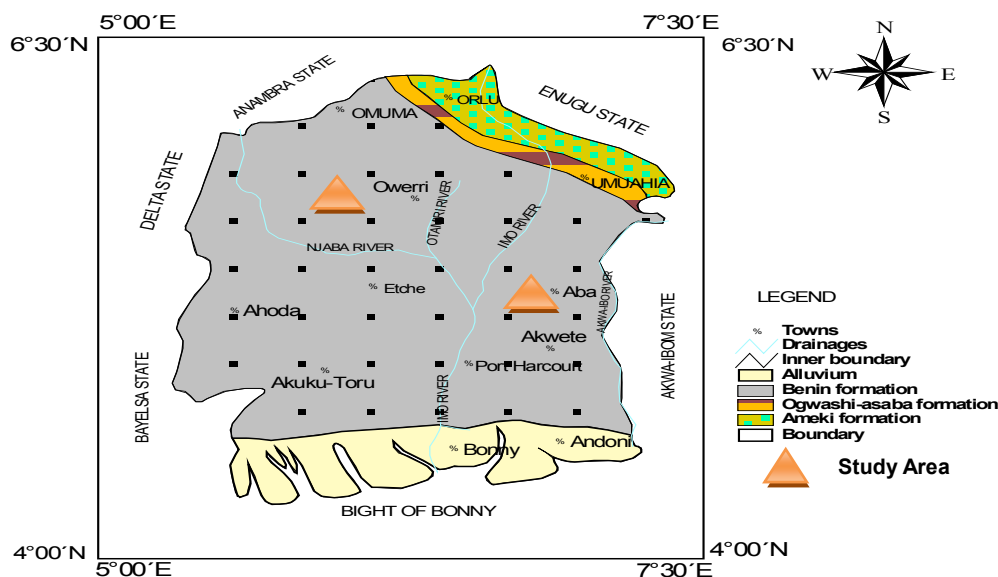 5°00´E
7°30´E
6°30´N
6°30´N
N
W
E
S
ANAMBRA STATE
ENUGU STATE
DELTA STATE
BAYELSA STATE
AKWA-IBOM STATE
% ORLU
% OMUMA
% UMUAHIA
Owerri
%
OTAMIRI RIVER
IMO RIVER
NJABA RIVER
% Etche
% Aba
AKWA-IBO RIVER
Ahoda
%
Akwete
%
% Port Harcourt
%
Akuku-Toru
IMO RIVER
% Bonny
% Andoni
BIGHT OF BONNY
LEGEND
% Towns
Drainages
Inner boundary
Alluvium
Benin formation
Ogwashi-asaba formation
Ameki formation
Boundary
Study Area
4°00´N
4°00´N
5°00´E
7°30´E